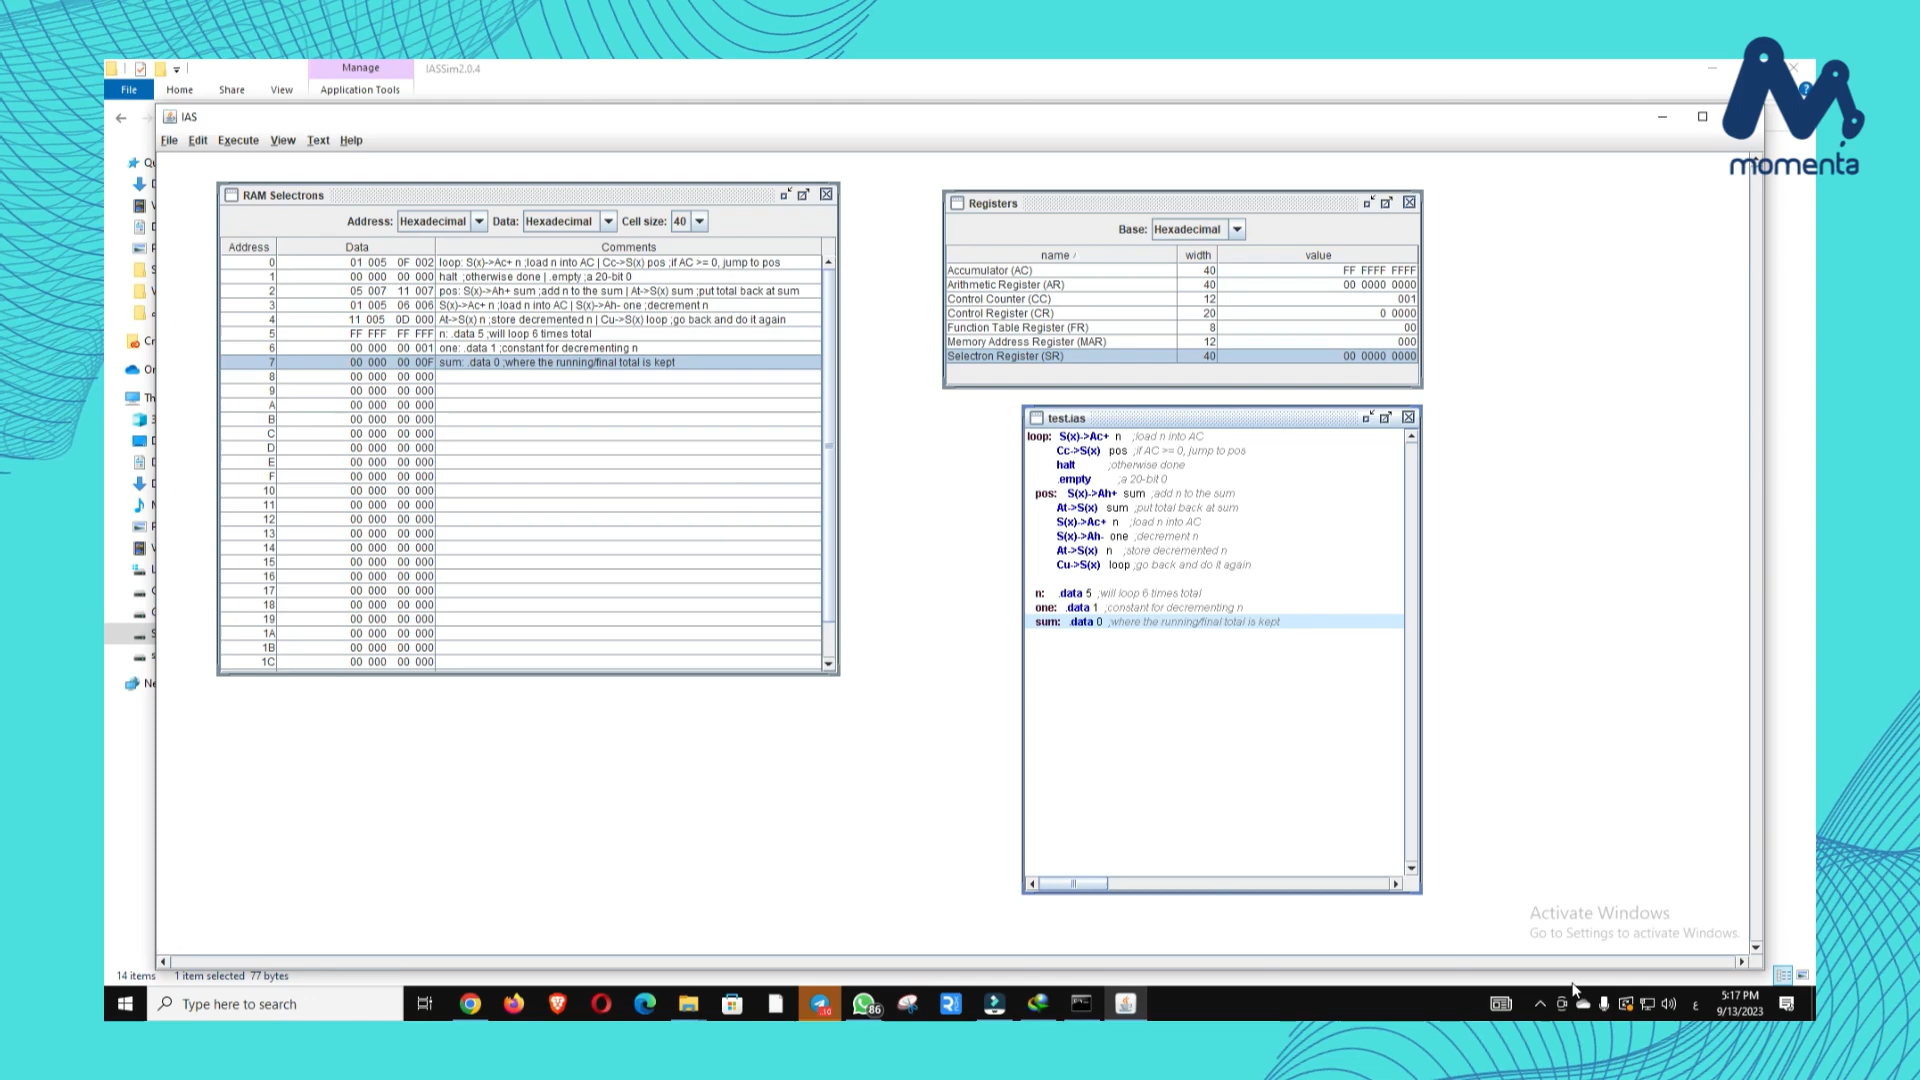 momenta
Manage
IASSim2.0.4
File
Home
Share
View
Application Tools
IAS
File
Edit
Execute
View
Text
Help
RAM Selectrons
Address: Hexadecimal Data: Hexadecimal Cell size: 40
Address Data Comments
0 01 005 0F 002 loop: S(x)->Ac+ n ;load n into AC | Cc->S(x) pos ;if AC >= 0, jump to pos
1 00 000 00 000 halt ;otherwise done | .empty ;a 20-bit 0
2 05 007 11 007 pos: S(x)->Ah+ sum ;add n to the sum | At->S(x) sum ;put total back at sum
3 01 005 06 006 S(x)->Ac+ n ;load n into AC | S(x)->Ah- one ;decrement n
4 11 005 0D 000 At->S(x) n ;store decremented n | Cu->S(x) loop ;go back and do it again
5 FF FFF FF FFF n: .data 5 ;will loop 6 times total
6 00 000 00 001 one: .data 1 ;constant for decrementing n
7 00 000 00 00F sum: .data 0 ;where the running/final total is kept
8 00 000 00 000
9 00 000 00 000
A 00 000 00 000
B 00 000 00 000
C 00 000 00 000
D 00 000 00 000
E 00 000 00 000
F 00 000 00 000
10 00 000 00 000
11 00 000 00 000
12 00 000 00 000
13 00 000 00 000
14 00 000 00 000
15 00 000 00 000
16 00 000 00 000
17 00 000 00 000
18 00 000 00 000
19 00 000 00 000
1A 00 000 00 000
1B 00 000 00 000
1C 00 000 00 000
Registers
Base: Hexadecimal
name width value
Accumulator (AC) 40 FF FFFF FFFF
Arithmetic Register (AR) 40 00 0000 0000
Control Counter (CC) 12 001
Control Register (CR) 20 0 0000
Function Table Register (FR) 8 00
Memory Address Register (MAR) 12 000
Selectron Register (SR) 40 00 0000 0000
test.ias
loop: S(x)->Ac+ n ;load n into AC
Cc->S(x) pos ;if AC >= 0, jump to pos
halt ;otherwise done
.empty ;a 20-bit 0
pos: S(x)->Ah+ sum ;add n to the sum
At->S(x) sum ;put total back at sum
S(x)->Ac+ n ;load n into AC
S(x)->Ah- one ;decrement n
At->S(x) n ;store decremented n
Cu->S(x) loop ;go back and do it again
n: .data 5 ;will loop 6 times total
one: .data 1 ;constant for decrementing n
sum: .data 0 ;where the running/final total is kept
Activate Windows
Go to Settings to activate Windows.
14 items 1 item selected 77 bytes
Type here to search
86
ع
5:17 PM
9/13/2023